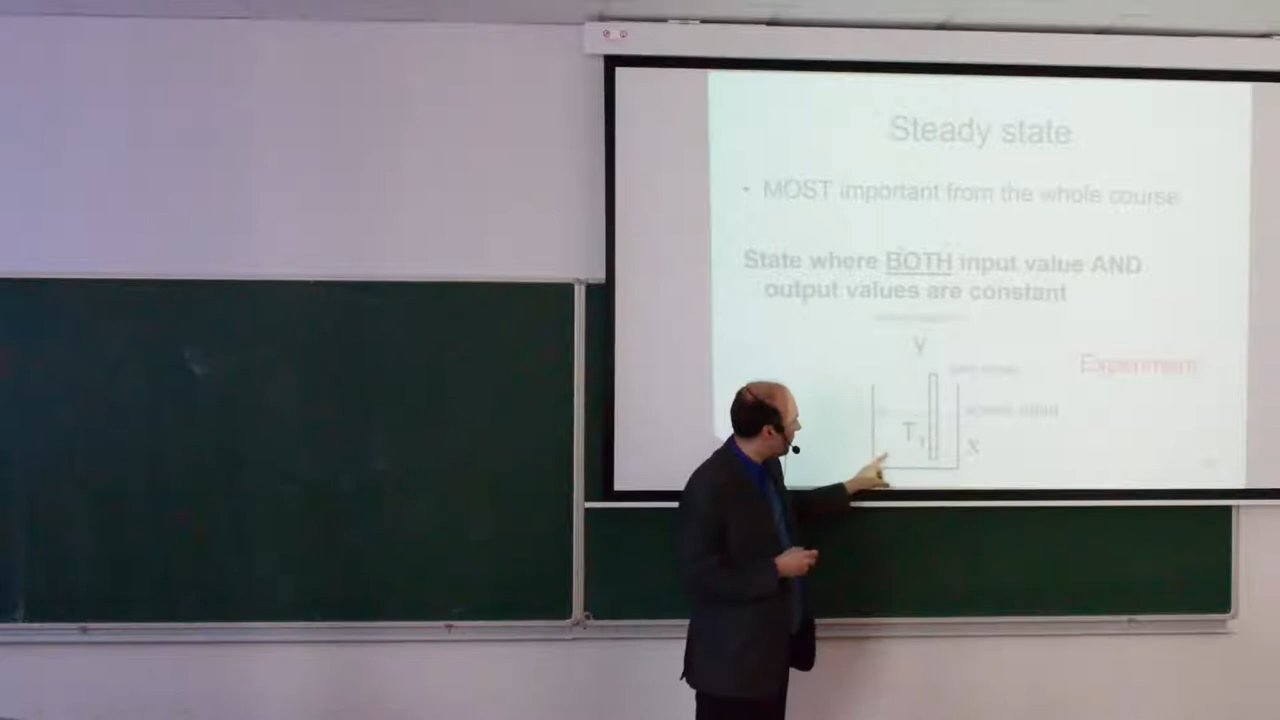 Steady state
• MOST important from the whole course
State where BOTH input value AND
output values are constant
y
Experiment
T
x